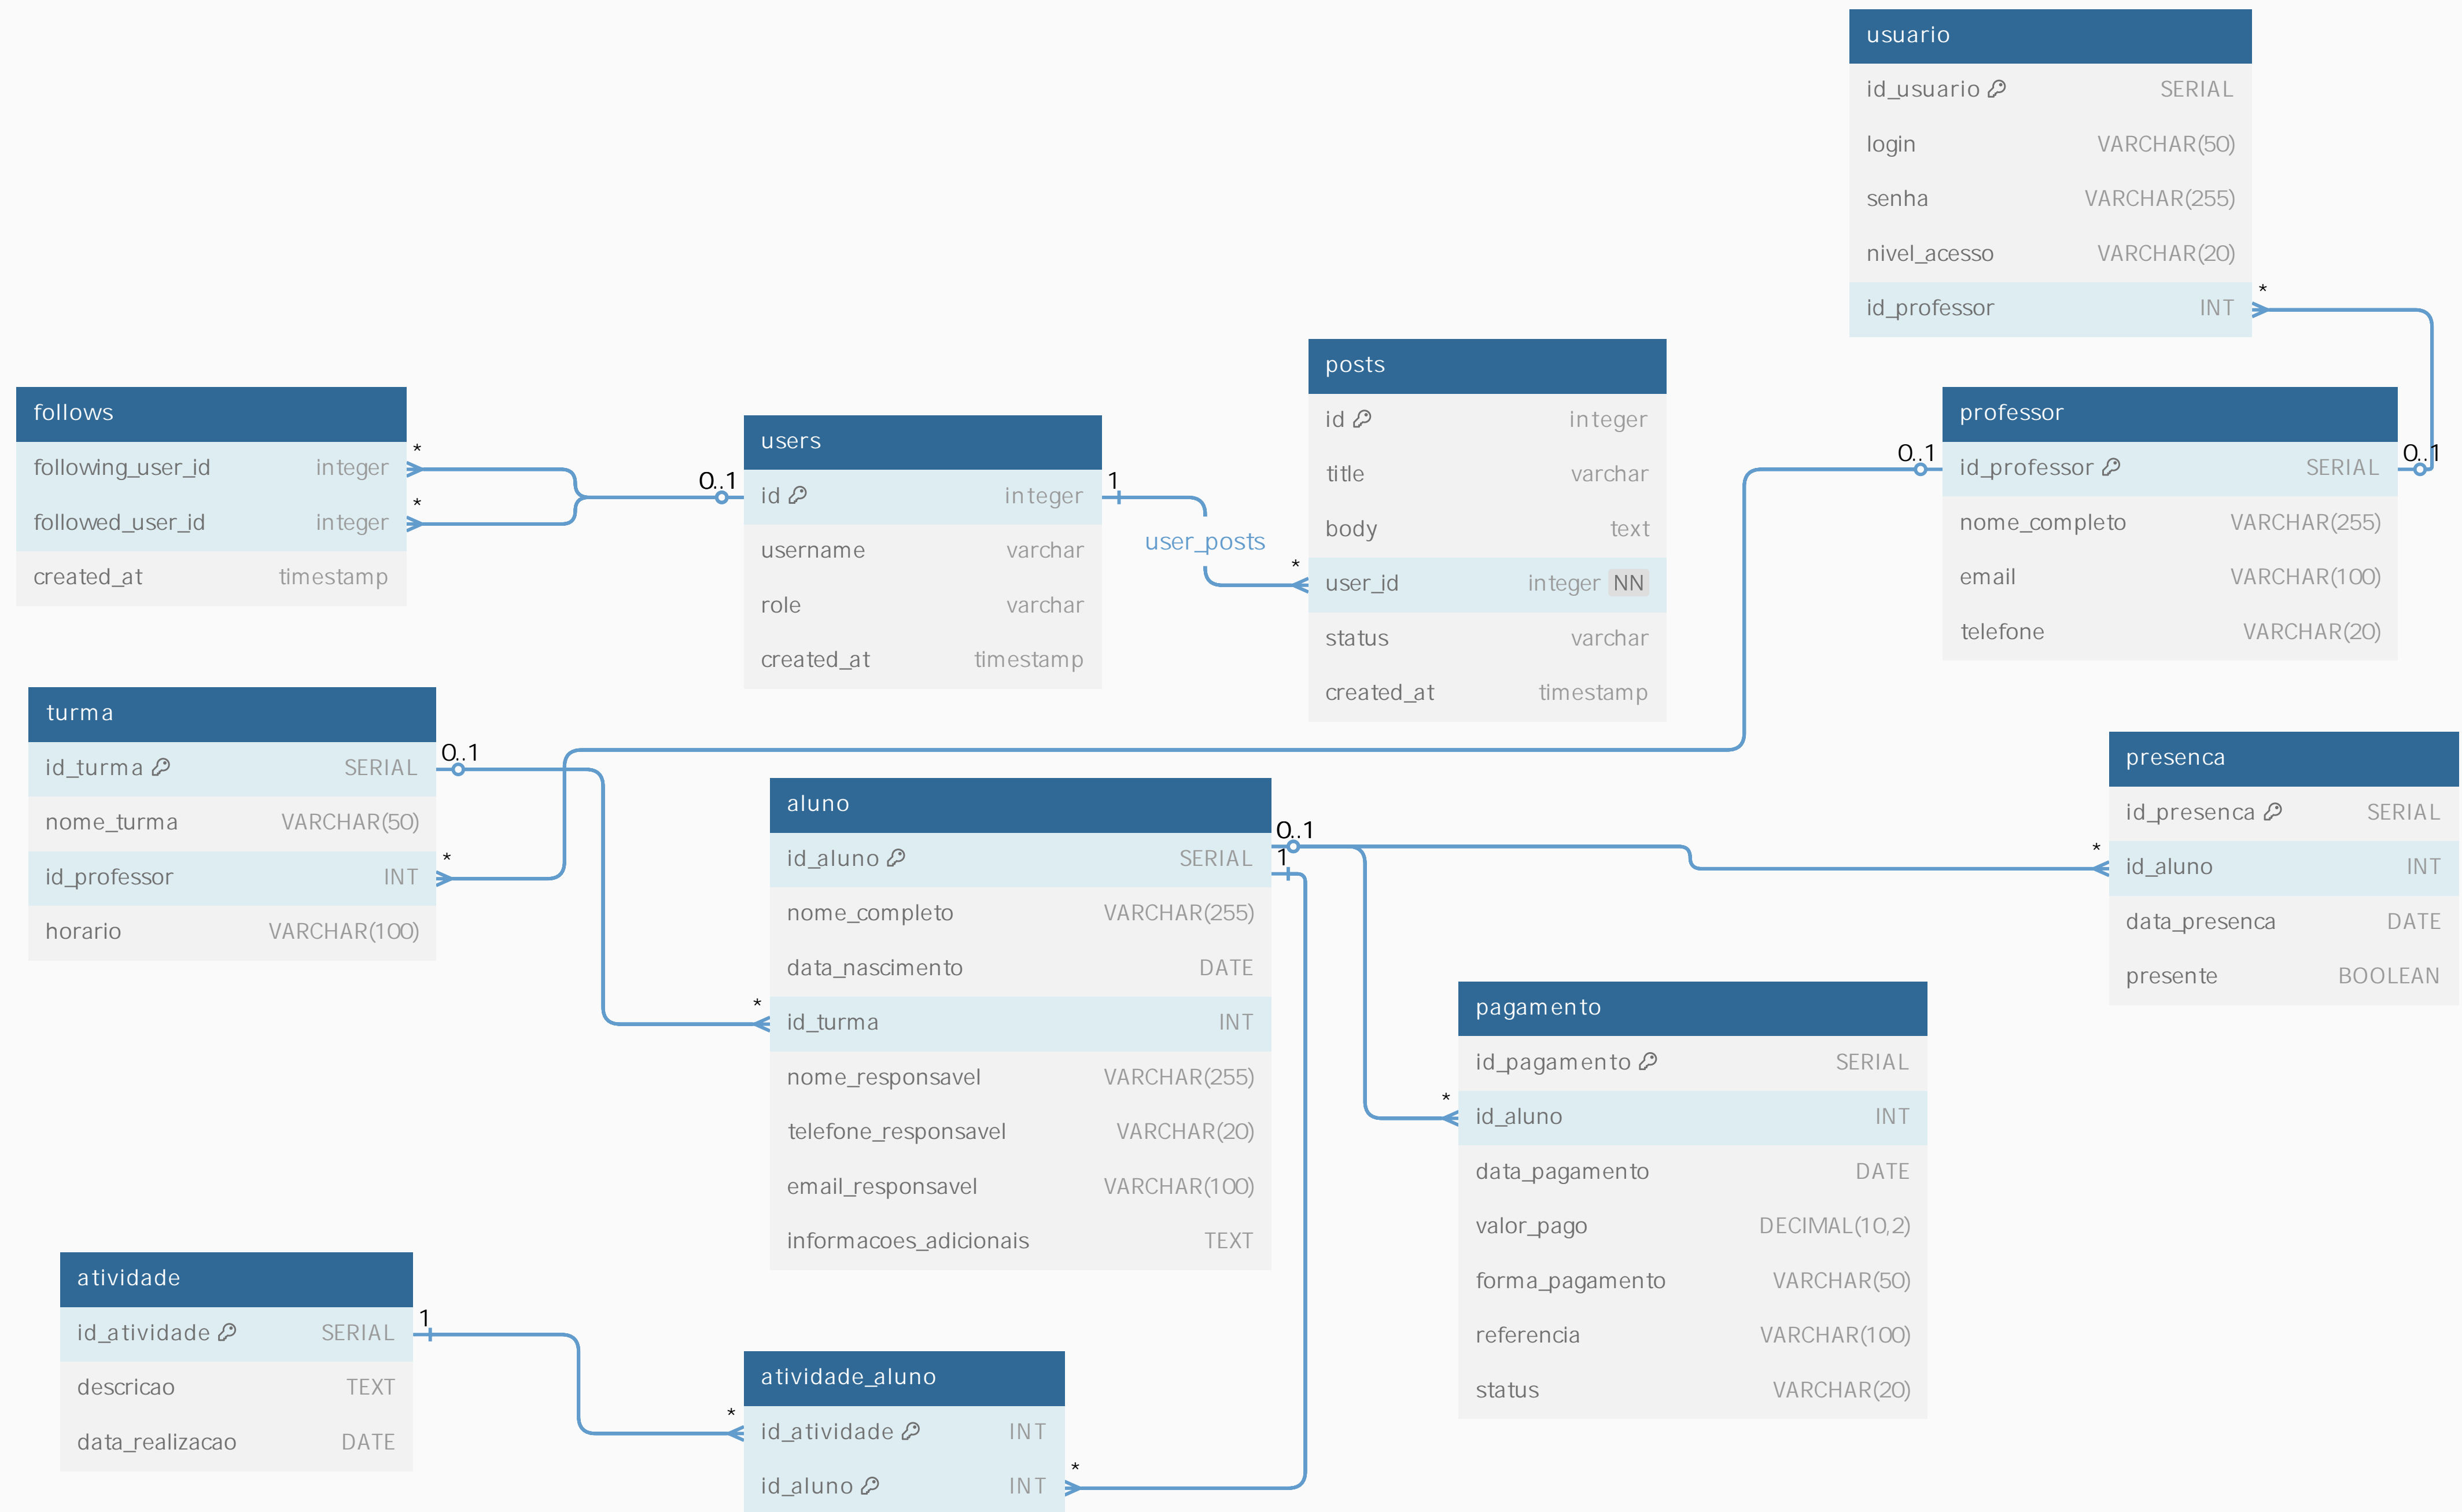 usuario
id_usuario SERIAL
login VARCHAR(50)
senha VARCHAR(255)
nivel_acesso VARCHAR(20)
id_professor INT
*
posts
id integer
title varchar
body text
user_id integer NN
status varchar
created_at timestamp
*
follows
following_user_id integer
followed_user_id integer
created_at timestamp
*
*
users
id integer
username varchar
role varchar
created_at timestamp
0..1
1
user_posts
professor
id_professor SERIAL
nome_completo VARCHAR(255)
email VARCHAR(100)
telefone VARCHAR(20)
0..1
0..1
turma
id_turma SERIAL
nome_turma VARCHAR(50)
id_professor INT
horario VARCHAR(100)
0..1
*
aluno
id_aluno SERIAL
nome_completo VARCHAR(255)
data_nascimento DATE
id_turma INT
nome_responsavel VARCHAR(255)
telefone_responsavel VARCHAR(20)
email_responsavel VARCHAR(100)
informacoes_adicionais TEXT
0..1
1
*
presenca
id_presenca SERIAL
id_aluno INT
data_presenca DATE
presente BOOLEAN
*
pagamento
id_pagamento SERIAL
id_aluno INT
data_pagamento DATE
valor_pago DECIMAL(10,2)
forma_pagamento VARCHAR(50)
referencia VARCHAR(100)
status VARCHAR(20)
*
atividade
id_atividade SERIAL
descricao TEXT
data_realizacao DATE
1
atividade_aluno
id_atividade INT
id_aluno INT
*
*